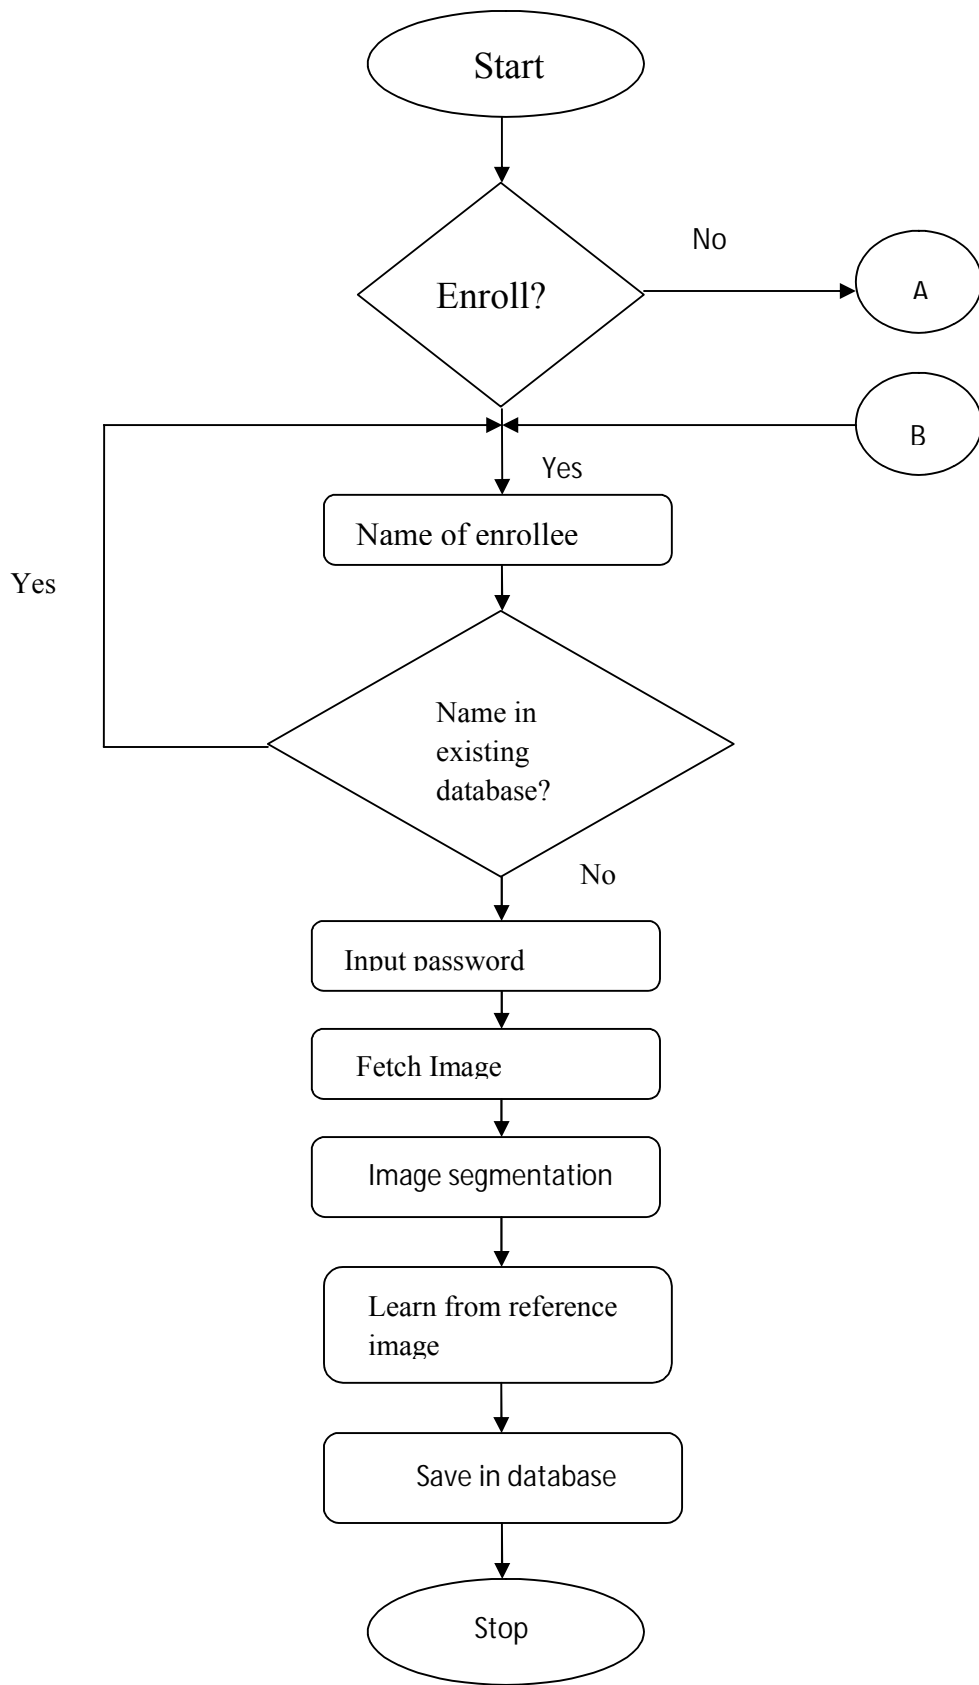 Start
No
Enroll?
A
B
Yes
Name of enrollee
Yes
Name in
existing
database?
No
Input password
Fetch Image
Image segmentation
Learn from reference
image
Save in database
Stop